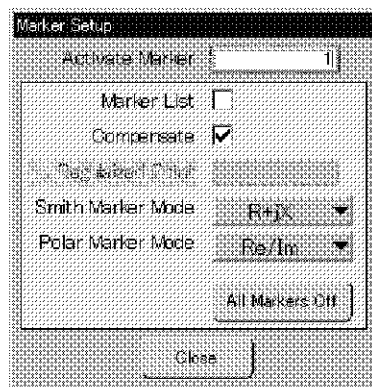 Marker Setup
Activate Marker 1
Marker List
Compensate
Smith Marker Mode R+jX
Polar Marker Mode Re/Im
All Markers Off
Close